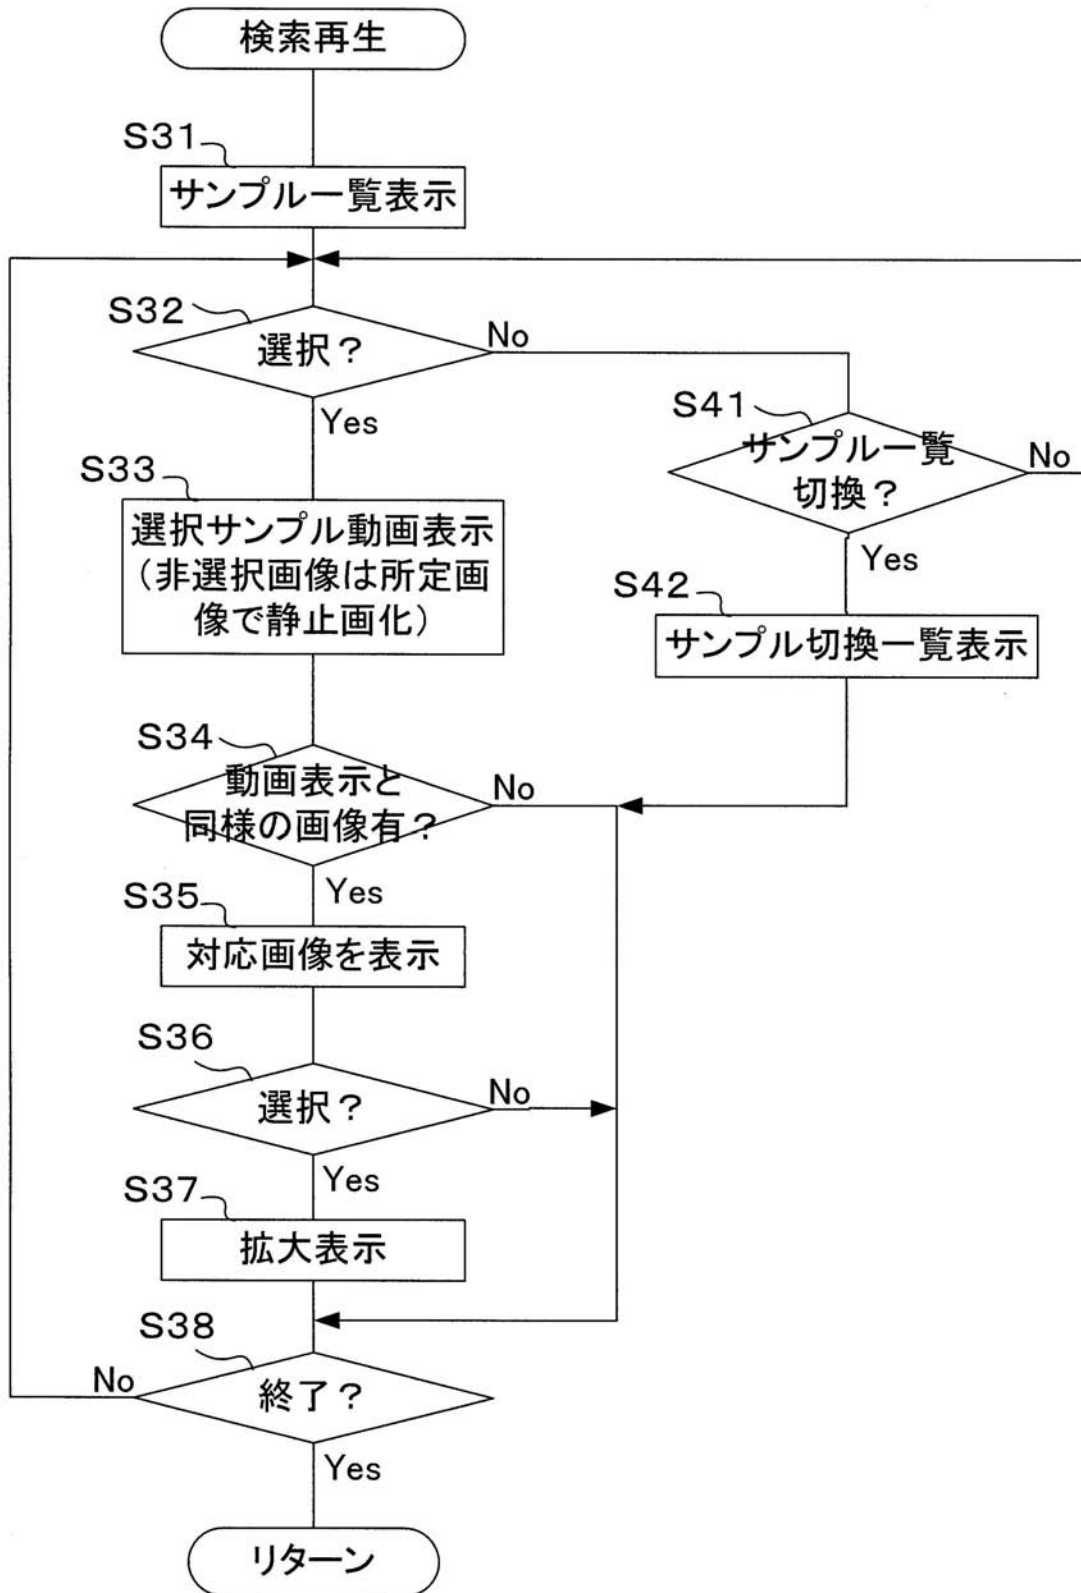 検索再生
S31
サンプル一覧表示
S32
選択？
No
Yes
S41
サンプル一覧
切換？
No
Yes
S42
サンプル切換一覧表示
S33
選択サンプル動画表示
（非選択画像は所定画
像で静止画化）
S34
動画表示と
同様の画像有？
No
Yes
S35
対応画像を表示
S36
選択？
No
Yes
S37
拡大表示
S38
終了？
No
Yes
リターン